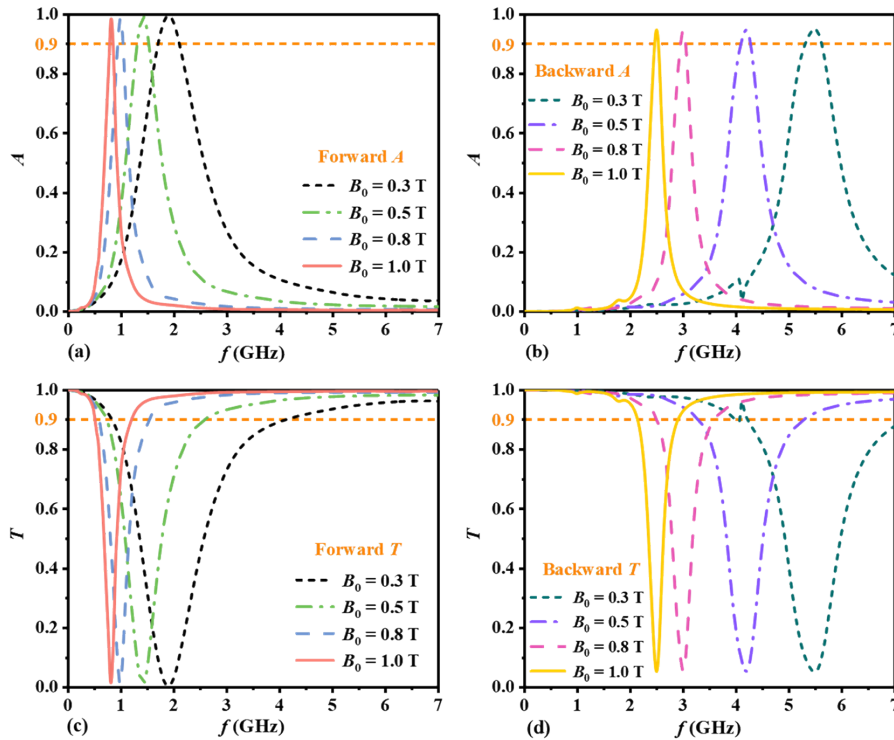 1.0
0.9
0.8
0.6
0.4
0.2
0.0
A
Forward A
B0 = 0.3 T
B0 = 0.5 T
B0 = 0.8 T
B0 = 1.0 T
0 1 2 3 4 5 6 7
(a)
f (GHz)
1.0
0.9
0.8
0.6
0.4
0.2
0.0
A
Backward A
B0 = 0.3 T
B0 = 0.5 T
B0 = 0.8 T
B0 = 1.0 T
0 1 2 3 4 5 6 7
(b)
f (GHz)
1.0
0.9
0.8
0.6
0.4
0.2
0.0
T
Forward T
B0 = 0.3 T
B0 = 0.5 T
B0 = 0.8 T
B0 = 1.0 T
0 1 2 3 4 5 6 7
(c)
f (GHz)
1.0
0.9
0.8
0.6
0.4
0.2
0.0
T
Backward T
B0 = 0.3 T
B0 = 0.5 T
B0 = 0.8 T
B0 = 1.0 T
0 1 2 3 4 5 6 7
(d)
f (GHz)